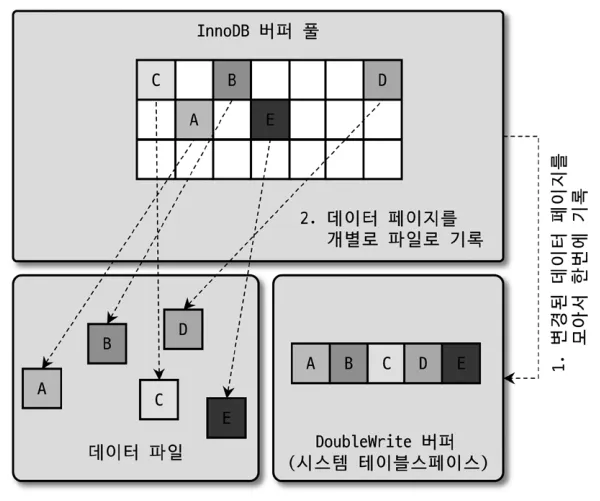 InnoDB 버퍼 풀
C
B
D
A
E
2. 데이터 페이지를
개별로 파일로 기록
1. 변경된 데이터 페이지를
모아서 한번에 기록
A
B
D
C
E
데이터 파일
A B C D E
DoubleWrite 버퍼
(시스템 테이블스페이스)